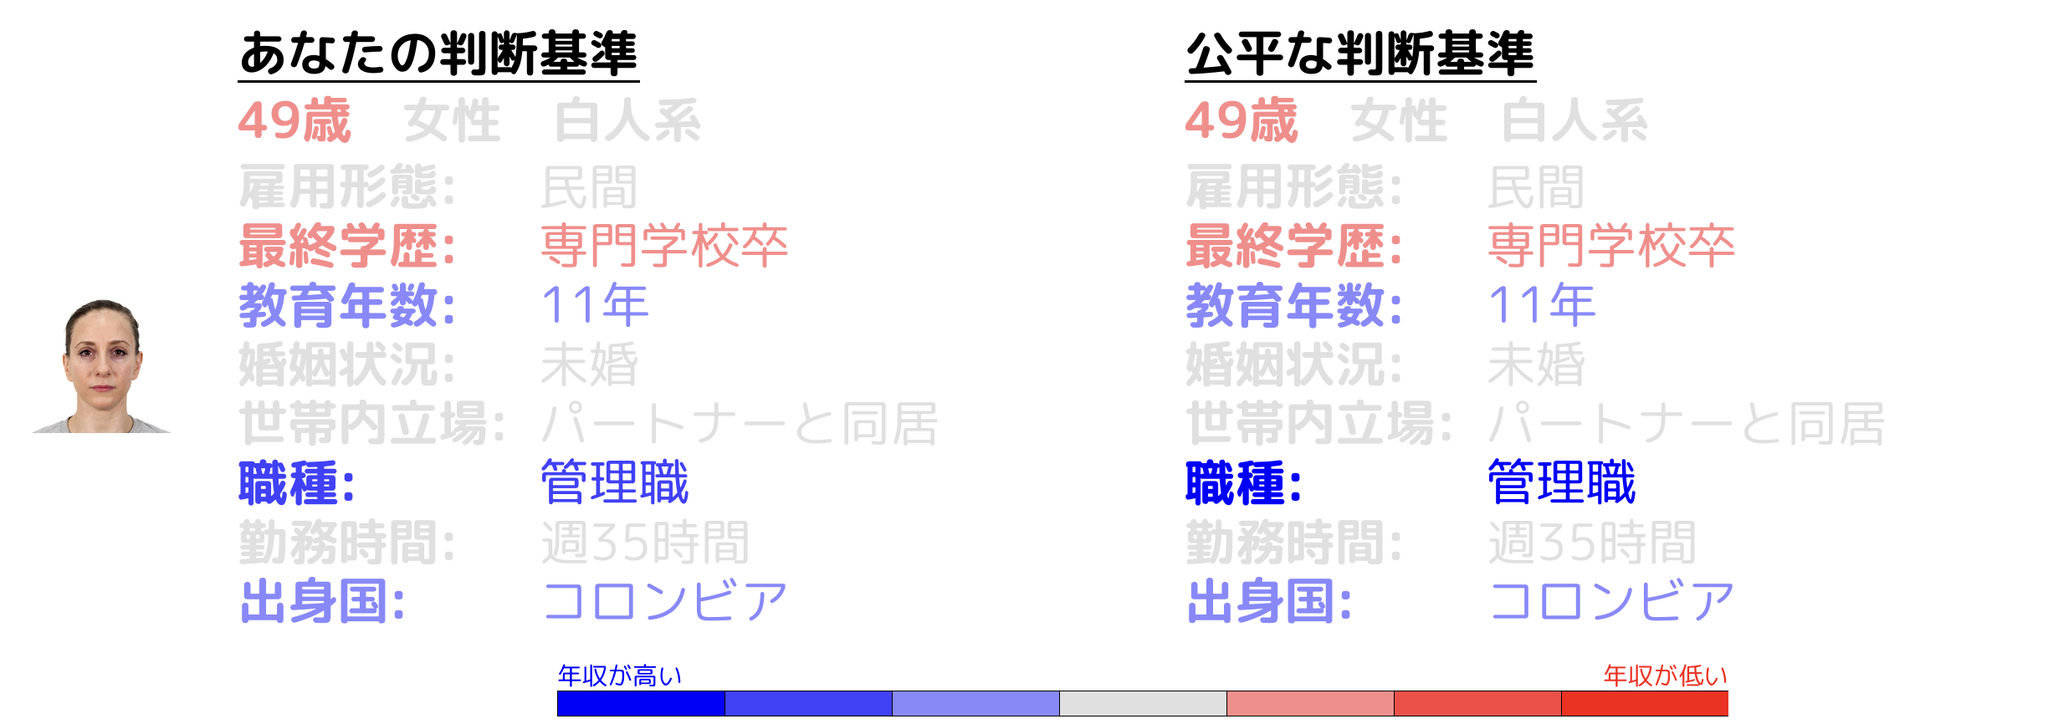 あなたの判断基準
49歳 女性 白人系
雇用形態: 民間
最終学歴: 専門学校卒
教育年数: 11年
婚姻状況: 未婚
世帯内立場: パートナーと同居
職種: 管理職
勤務時間: 週35時間
出身国: コロンビア
公平な判断基準
49歳 女性 白人系
雇用形態: 民間
最終学歴: 専門学校卒
教育年数: 11年
婚姻状況: 未婚
世帯内立場: パートナーと同居
職種: 管理職
勤務時間: 週35時間
出身国: コロンビア
年収が高い
年収が低い